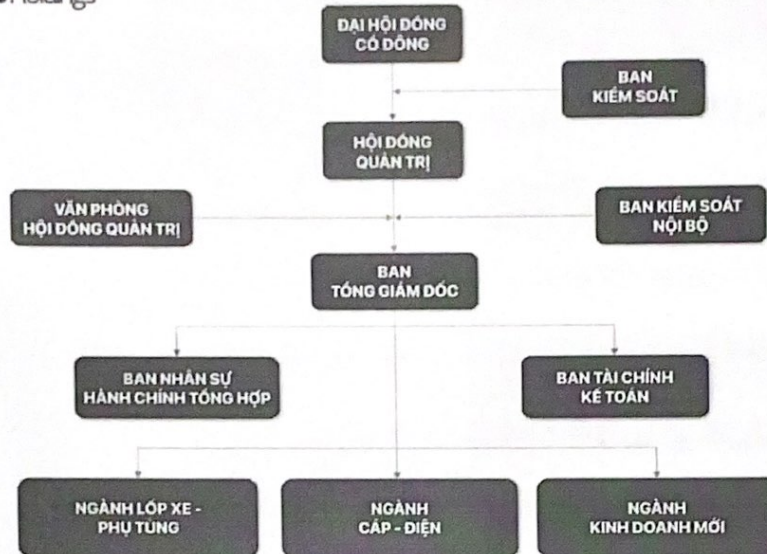 ĐẠI HỘI ĐỒNG
CỔ ĐÔNG
BAN
KIỂM SOÁT
HỘI ĐỒNG
QUẢN TRỊ
VĂN PHÒNG
HỘI ĐỒNG QUẢN TRỊ
BAN KIỂM SOÁT
NỘI BỘ
BAN
TỔNG GIÁM ĐỐC
BAN NHÂN SỰ
HÀNH CHÍNH TỔNG HỢP
BAN TÀI CHÍNH
KẾ TOÁN
NGÀNH LỐP XE -
PHỤ TÙNG
NGÀNH
CÁP - ĐIỆN
NGÀNH
KINH DOANH MỚI